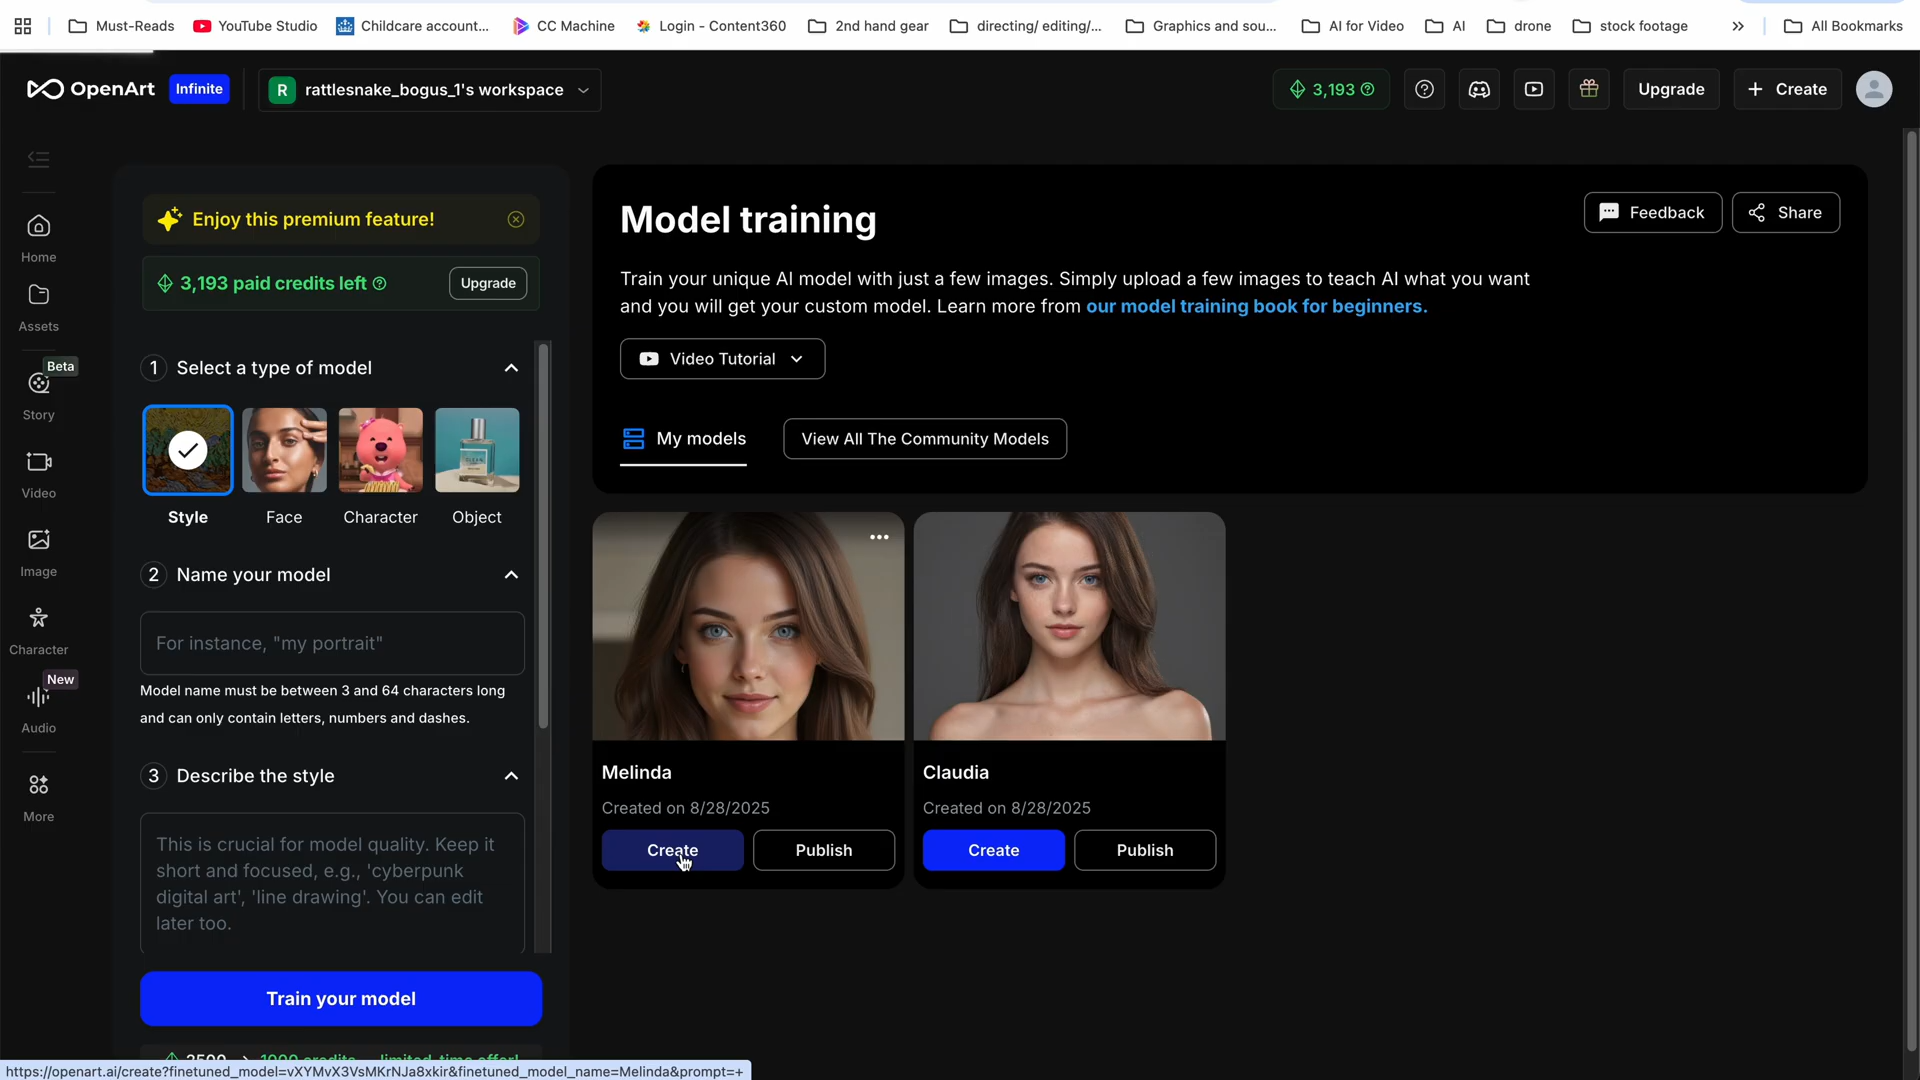 Must-Reads
YouTube Studio
Childcare account...
CC Machine
Login - Content360
2nd hand gear
directing/ editing/...
Graphics and sou...
AI for Video
AI
drone
stock footage
»
All Bookmarks
OpenArt
Infinite
R
rattlesnake_bogus_1's workspace
3,193
Upgrade
+ Create
Home
Assets
Beta
Story
Video
Image
Character
New
Audio
More
Enjoy this premium feature!
3,193 paid credits left
Upgrade
1 Select a type of model
Style
Face
Character
Object
2 Name your model
For instance, "my portrait"
Model name must be between 3 and 64 characters long
and can only contain letters, numbers and dashes.
3 Describe the style
This is crucial for model quality. Keep it
short and focused, e.g., 'cyberpunk
digital art', 'line drawing'. You can edit
later too.
Train your model
3500 → 1000 credits limited-time offer!
Model training
Feedback
Share
Train your unique AI model with just a few images. Simply upload a few images to teach AI what you want
and you will get your custom model. Learn more from our model training book for beginners.
Video Tutorial
My models
View All The Community Models
Melinda
Created on 8/28/2025
Create
Publish
Claudia
Created on 8/28/2025
Create
Publish
https://openart.ai/create?finetuned_model=vXYMvX3VsMKrNJa8xkir&finetuned_model_name=Melinda&prompt=+